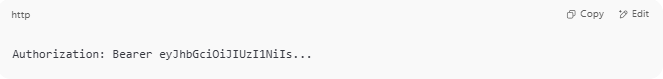 http Copy Edit
Authorization: Bearer eyJhbGciOiJIUzI1NiIs...